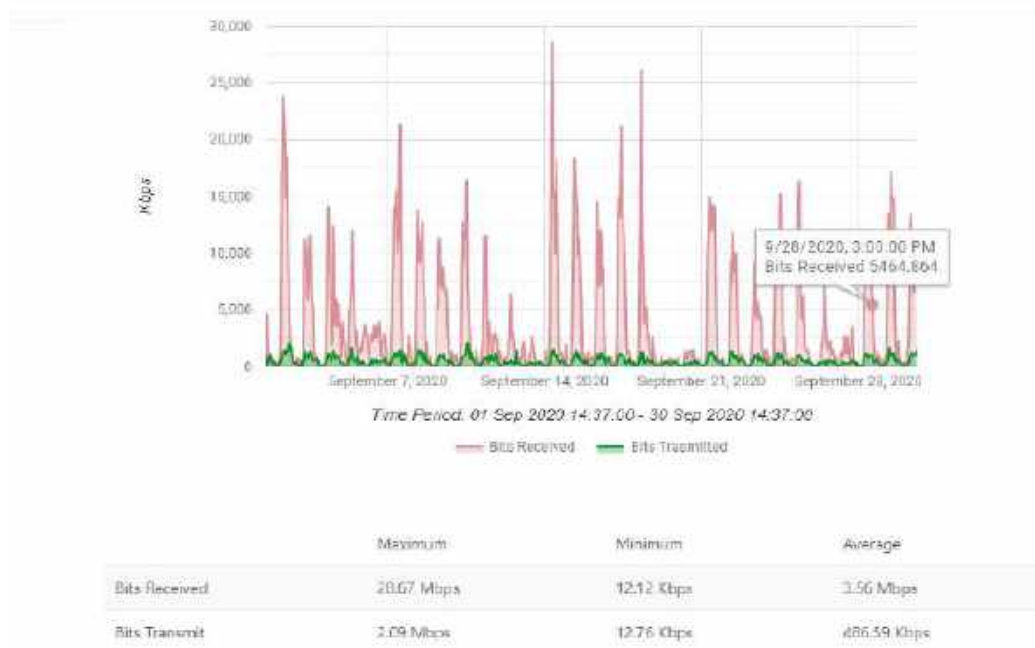 30,000
25,000
20,000
15,000
10,000
5,000
0
Kbps
9/28/2020, 3:00:00 PM
Bits Received 5464.864
September 7, 2020 September 14, 2020 September 21, 2020 September 28, 2020
Time Period: 01 Sep 2020 14:37:00 - 30 Sep 2020 14:37:00
Bits Received Bits Trasmitted
Maximum Minimum Average
Bits Received 28.67 Mbps 12.12 Kbps 3.56 Mbps
Bits Transmit 2.09 Mbps 12.76 Kbps 486.59 Kbps